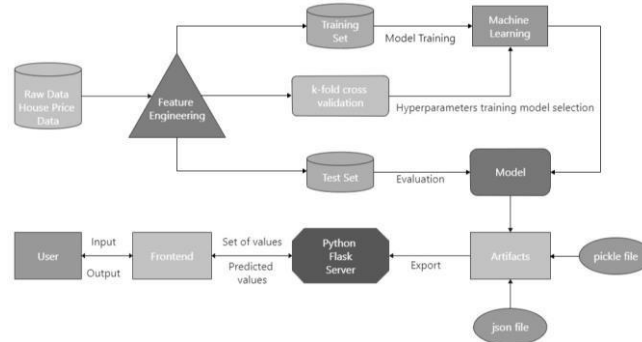 Training
Set
Model Training
Machine
Learning
Raw Data
House Price
Data
Feature
Engineering
k-fold cross
validation
Hyperparameters training model selection
Test Set
Evaluation
Model
User
Input
Output
Frontend
Set of values
Predicted
values
Python
Flask
Server
Export
Artifacts
pickle file
json file